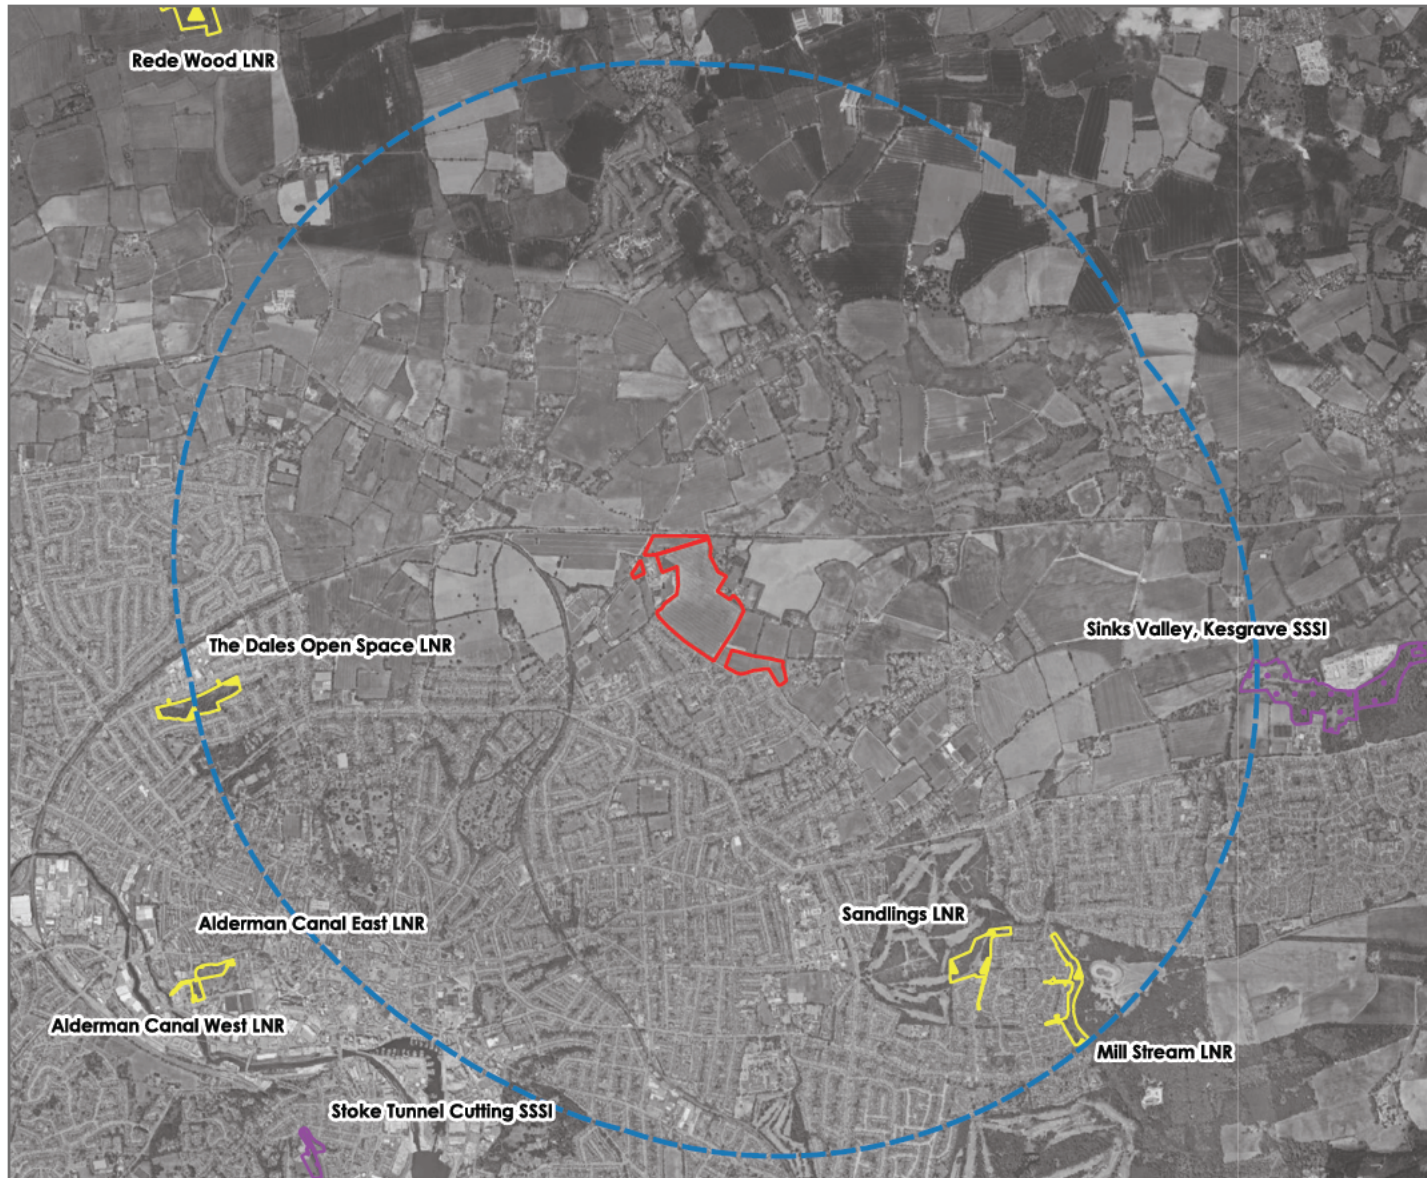 Rede Wood LNR
Sinks Valley, Kesgrave SSSI
The Dales Open Space LNR
Sandlings LNR
Alderman Canal East LNR
Alderman Canal West LNR
Mill Stream LNR
Stoke Tunnel Cutting SSSI